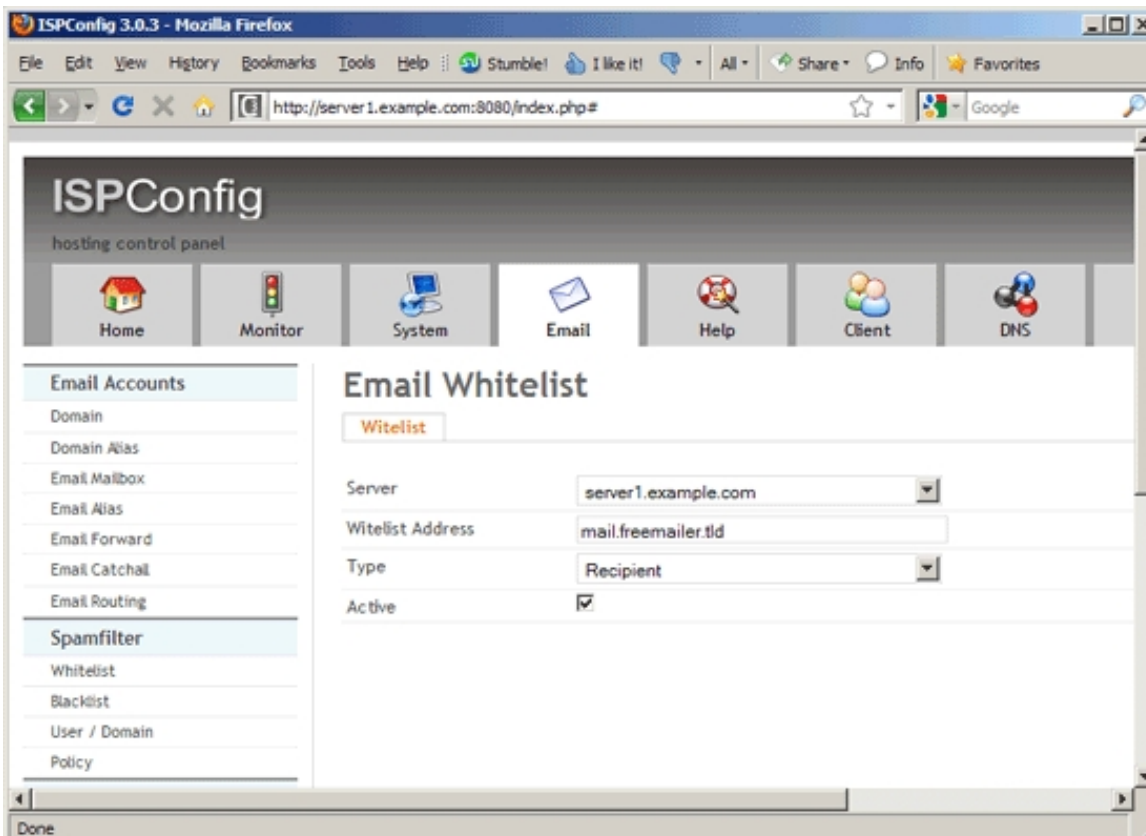 ISPConfig 3.0.3 - Mozilla Firefox
File Edit View History Bookmarks Tools Help Stumble! I like it! All Share Info Favorites
http://server1.example.com:8080/index.php# Google
ISPConfig
hosting control panel
Home Monitor System Email Help Client DNS
Email Accounts
Domain
Domain Alias
Email Mailbox
Email Alias
Email Forward
Email Catchall
Email Routing
Spamfilter
Whitelist
Blacklist
User / Domain
Policy
Email Whitelist
Witelist
Server server1.example.com
Witelist Address mail.freemailer.tld
Type Recipient
Active
Done